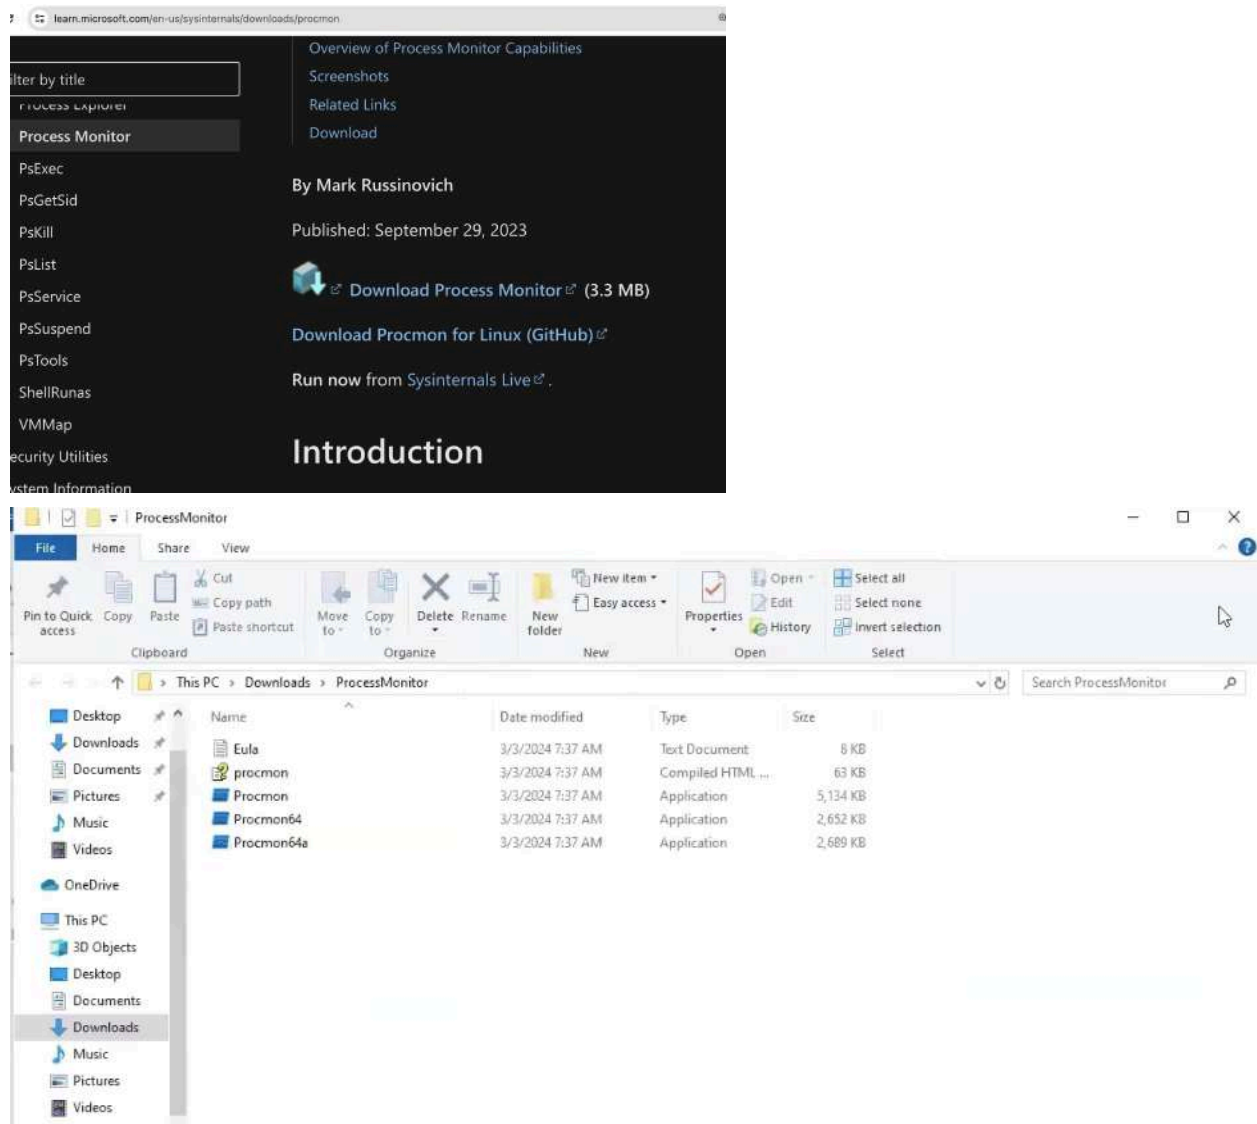 learn.microsoft.com/en-us/sysinternals/downloads/procmon
ilter by title
Process Explorer
Process Monitor
PsExec
PsGetSid
PsKill
PsList
PsService
PsSuspend
PsTools
ShellRunas
VMMap
ecurity Utilities
ystem Information
Overview of Process Monitor Capabilities
Screenshots
Related Links
Download
By Mark Russinovich
Published: September 29, 2023
Download Process Monitor (3.3 MB)
Download Procmon for Linux (GitHub)
Run now from Sysinternals Live .
Introduction
ProcessMonitor
File Home Share View
Pin to Quick access
Copy
Paste
Cut
Copy path
Paste shortcut
Clipboard
Move to
Copy to
Delete
Rename
Organize
New folder
New item
Easy access
New
Properties
Open
Edit
History
Open
Select all
Select none
Invert selection
Select
> This PC > Downloads > ProcessMonitor
Search ProcessMonitor
Desktop
Downloads
Documents
Pictures
Music
Videos
OneDrive
This PC
3D Objects
Desktop
Documents
Downloads
Music
Pictures
Videos
Name Date modified Type Size
Eula 3/3/2024 7:37 AM Text Document 8 KB
procmon 3/3/2024 7:37 AM Compiled HTML ... 63 KB
Procmon 3/3/2024 7:37 AM Application 5,134 KB
Procmon64 3/3/2024 7:37 AM Application 2,652 KB
Procmon64a 3/3/2024 7:37 AM Application 2,689 KB